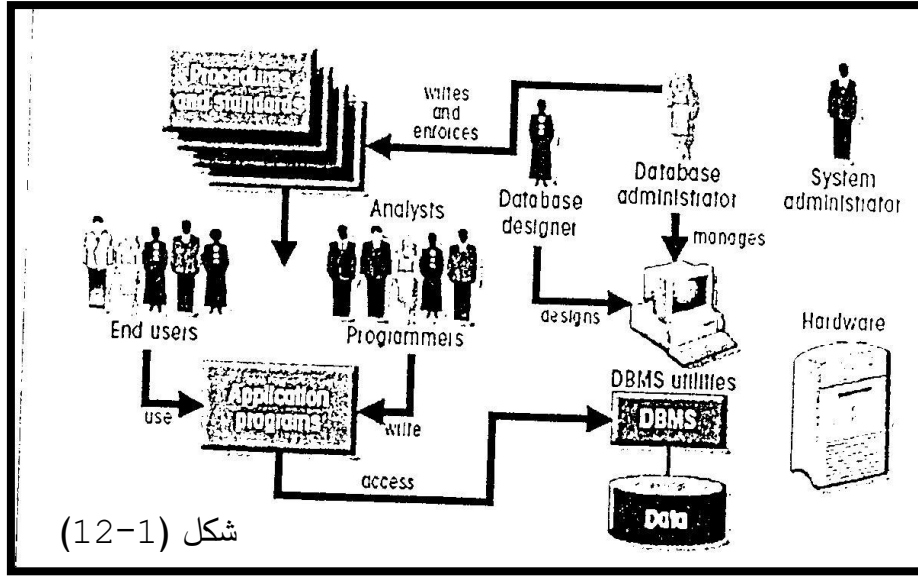 Procedures
and standards
writes
and
enforces
Database
designer
Database
administrator
System
administrator
Analysts
manages
End users
Programmers
designs
Hardware
use
Application
programs
write
DBMS utilities
DBMS
access
Data
شكل (1-12)